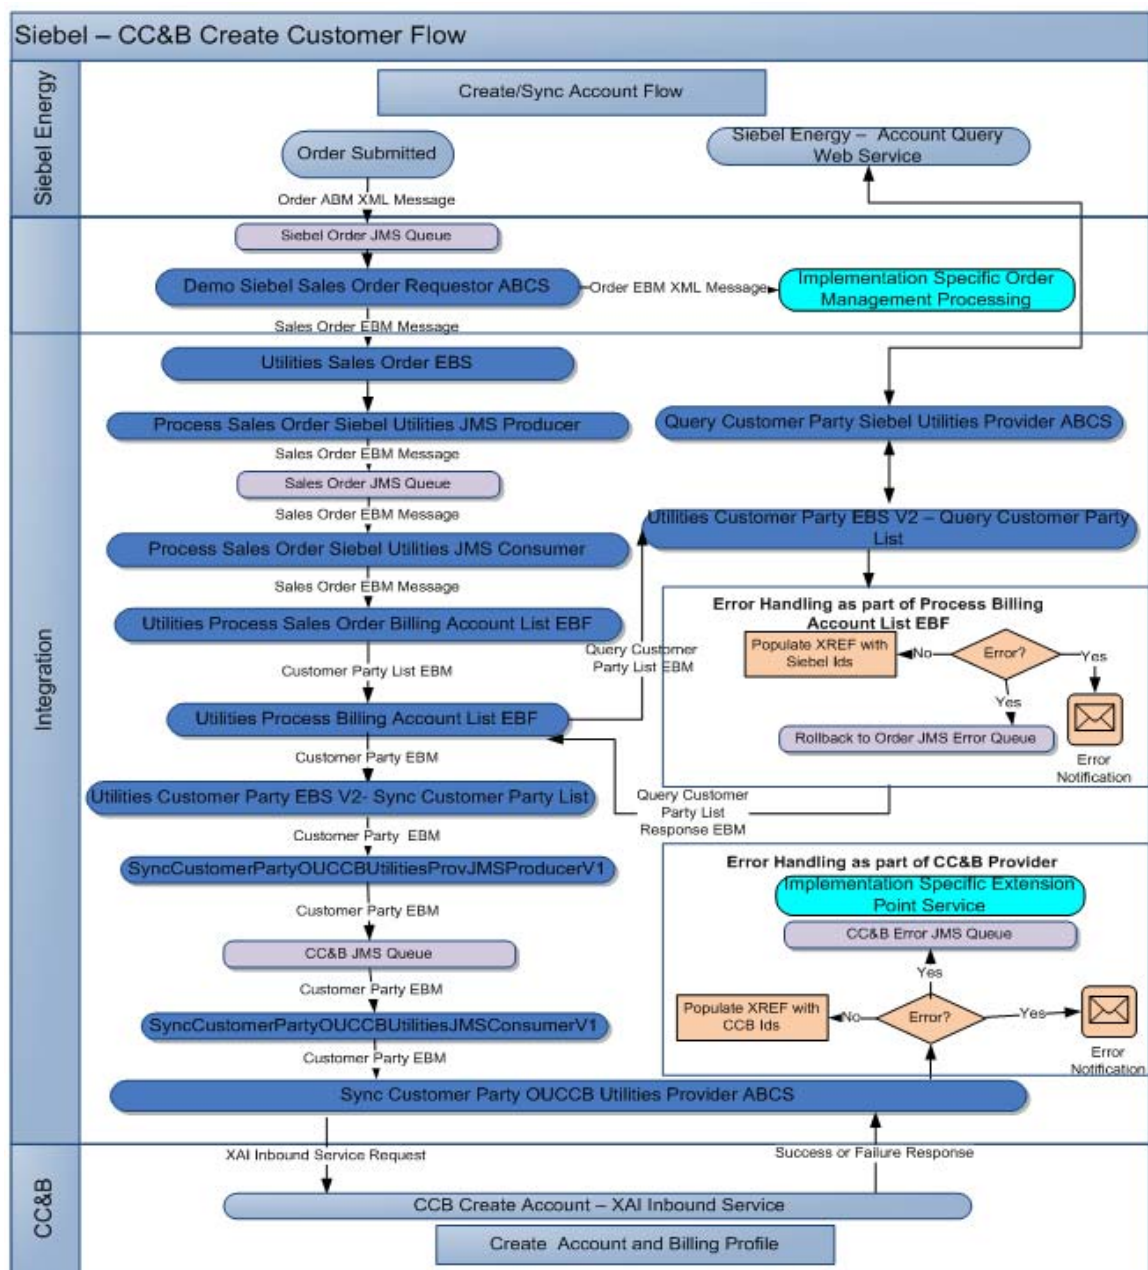 Siebel – CC&B Create Customer Flow
Siebel Energy
Create/Sync Account Flow
Order Submitted
Siebel Energy – Account Query
Web Service
Order ABM XML Message
Integration
Siebel Order JMS Queue
Demo Siebel Sales Order Requestor ABCS
Order EBM XML Message
Implementation Specific Order
Management Processing
Sales Order EBM Message
Utilities Sales Order EBS
Process Sales Order Siebel Utilities JMS Producer
Query Customer Party Siebel Utilities Provider ABCS
Sales Order EBM Message
Sales Order JMS Queue
Sales Order EBM Message
Utilities Customer Party EBS V2 – Query Customer Party
List
Process Sales Order Siebel Utilities JMS Consumer
Sales Order EBM Message
Utilities Process Sales Order Billing Account List EBF
Query Customer
Party List EBM
Customer Party List EBM
Utilities Process Billing Account List EBF
Error Handling as part of Process Billing
Account List EBF
Populate XREF with
Siebel Ids
No
Error?
Yes
Yes
Rollback to Order JMS Error Queue
Error
Notification
Customer Party EBM
Utilities Customer Party EBS V2- Sync Customer Party List
Query Customer
Party List
Response EBM
Customer Party EBM
SyncCustomerPartyOUCCBUtilitiesProvJMSProducerV1
Customer Party EBM
CC&B JMS Queue
Customer Party EBM
SyncCustomerPartyOUCCBUtilitiesJMSConsumerV1
Customer Party EBM
Error Handling as part of CC&B Provider
Implementation Specific Extension
Point Service
CC&B Error JMS Queue
Yes
Populate XREF with
CCB Ids
No
Error?
Yes
Error
Notification
Sync Customer Party OUCCB Utilities Provider ABCS
CC&B
XAI Inbound Service Request
Success or Failure Response
CCB Create Account – XAI Inbound Service
Create Account and Billing Profile